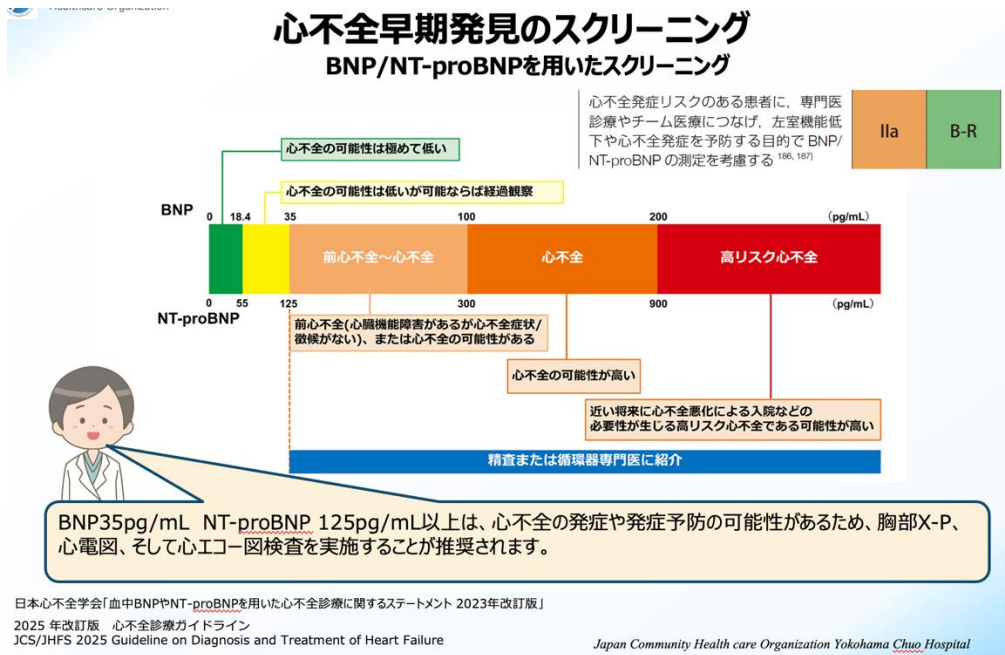 Healthcare Organization
心不全早期発見のスクリーニング
BNP/NT-proBNPを用いたスクリーニング
心不全発症リスクのある患者に，専門医
診療やチーム医療につなげ，左室機能低
下や心不全発症を予防する目的で BNP/
NT-proBNP の測定を考慮する 186, 187)
IIa
B-R
心不全の可能性は極めて低い
心不全の可能性は低いが可能ならば経過観察
BNP 0 18.4 35 100 200 (pg/mL)
前心不全～心不全
心不全
高リスク心不全
0 55 125 300 900 (pg/mL)
NT-proBNP
前心不全(心臓機能障害があるが心不全症状/
徴候がない)、または心不全の可能性がある
心不全の可能性が高い
近い将来に心不全悪化による入院などの
必要性が生じる高リスク心不全である可能性が高い
精査または循環器専門医に紹介
BNP35pg/mL NT-proBNP 125pg/mL以上は、心不全の発症や発症予防の可能性があるため、胸部X-P、
心電図、そして心エコー図検査を実施することが推奨されます。
日本心不全学会「血中BNPやNT-proBNPを用いた心不全診療に関するステートメント 2023年改訂版」
2025 年改訂版 心不全診療ガイドライン
JCS/JHFS 2025 Guideline on Diagnosis and Treatment of Heart Failure
Japan Community Health care Organization Yokohama Chuo Hospital